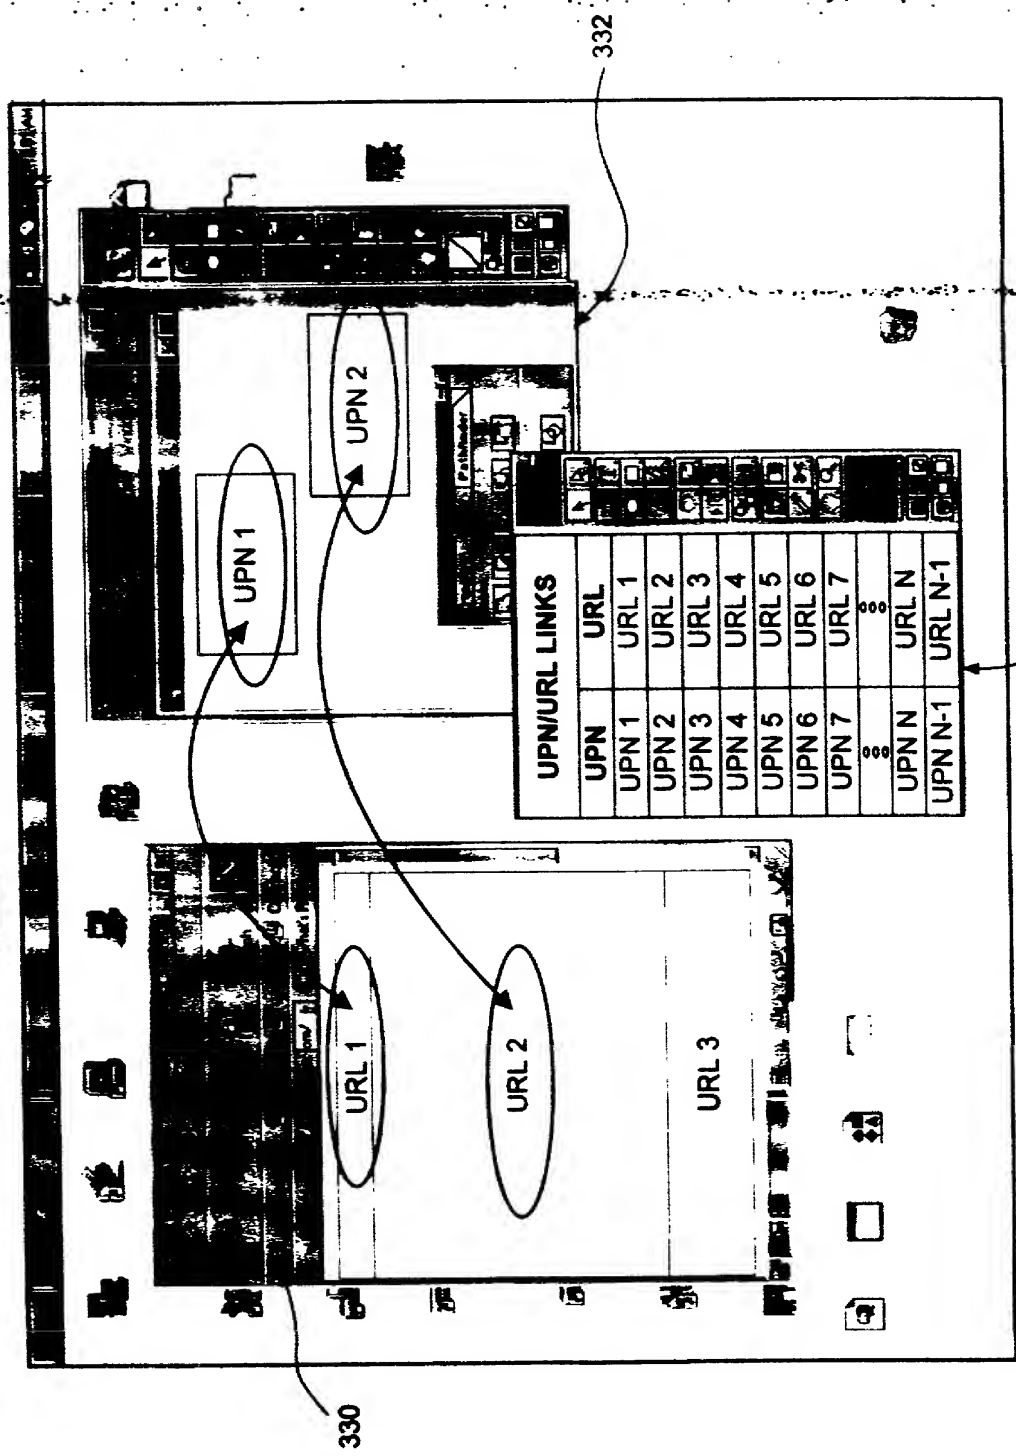 332
UPN 1
UPN 2
Pathfinder
330
URL 1
URL 2
URL 3
UPN/URL LINKS
UPN URL
UPN 1 URL 1
UPN 2 URL 2
UPN 3 URL 3
UPN 4 URL 4
UPN 5 URL 5
UPN 6 URL 6
UPN 7 URL 7
ooo ooo
UPN N URL N
UPN N-1 URL N-1